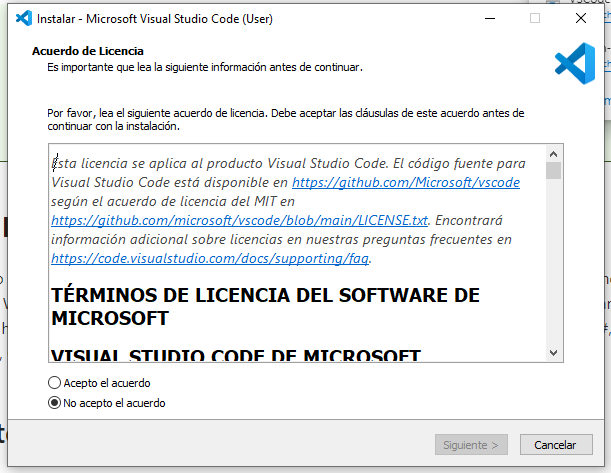 Instalar - Microsoft Visual Studio Code (User)
Acuerdo de Licencia
Es importante que lea la siguiente información antes de continuar.
Por favor, lea el siguiente acuerdo de licencia. Debe aceptar las cláusulas de este acuerdo antes de
continuar con la instalación.
Esta licencia se aplica al producto Visual Studio Code. El código fuente para
Visual Studio Code está disponible en https://github.com/Microsoft/vscode
según el acuerdo de licencia del MIT en
https://github.com/microsoft/vscode/blob/main/LICENSE.txt. Encontrará
información adicional sobre licencias en nuestras preguntas frecuentes en
https://code.visualstudio.com/docs/supporting/faq.
TÉRMINOS DE LICENCIA DEL SOFTWARE DE
MICROSOFT
VISUAL STUDIO CODE DE MICROSOFT
Acepto el acuerdo
No acepto el acuerdo
Siguiente >
Cancelar